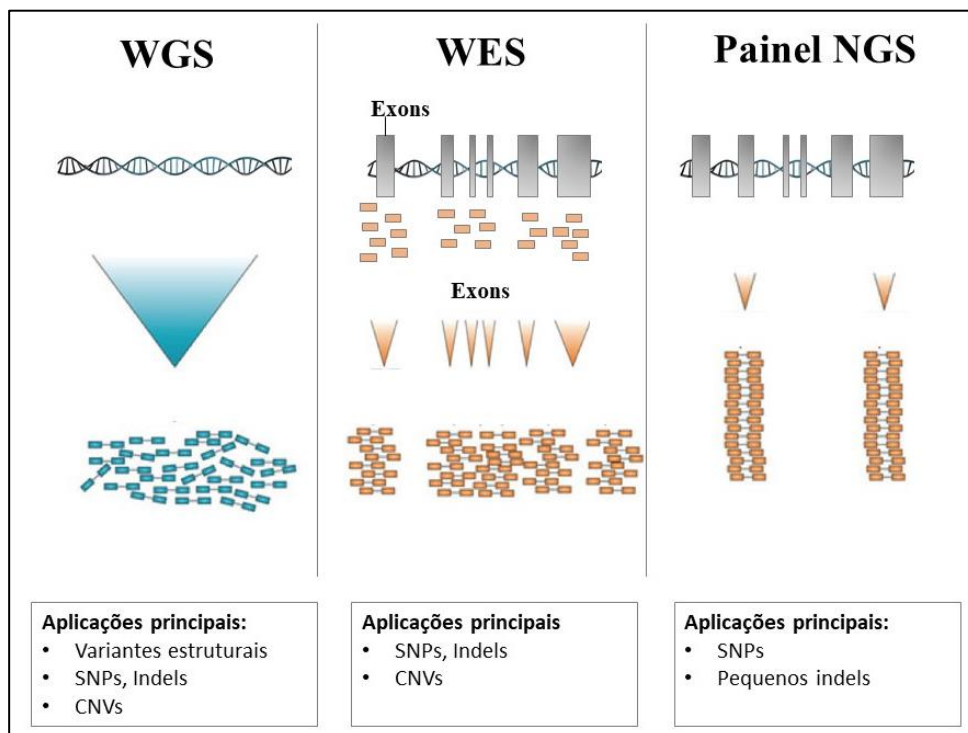 WGS
WES
Exons
Exons
Painel NGS
Aplicações principais:
• Variantes estruturais
• SNPs, Indels
• CNVs
Aplicações principais
• SNPs, Indels
• CNVs
Aplicações principais:
• SNPs
• Pequenos indels